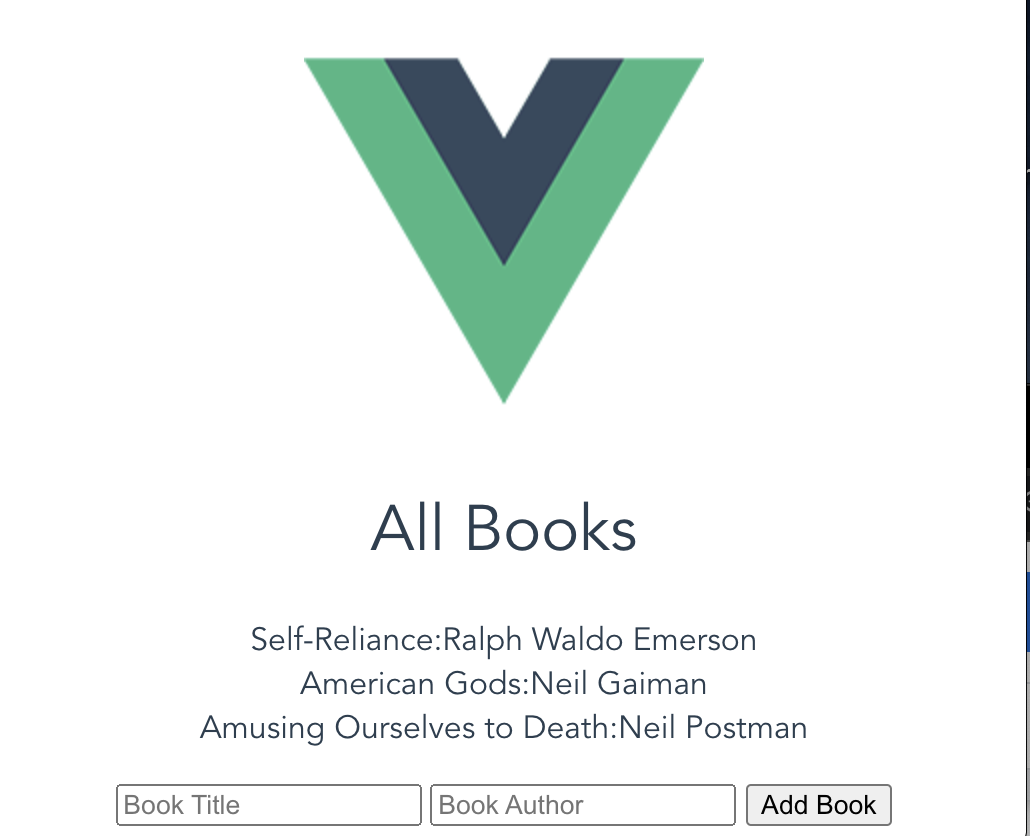 All Books
Self-Reliance:Ralph Waldo Emerson
American Gods:Neil Gaiman
Amusing Ourselves to Death:Neil Postman
Book Title Book Author Add Book